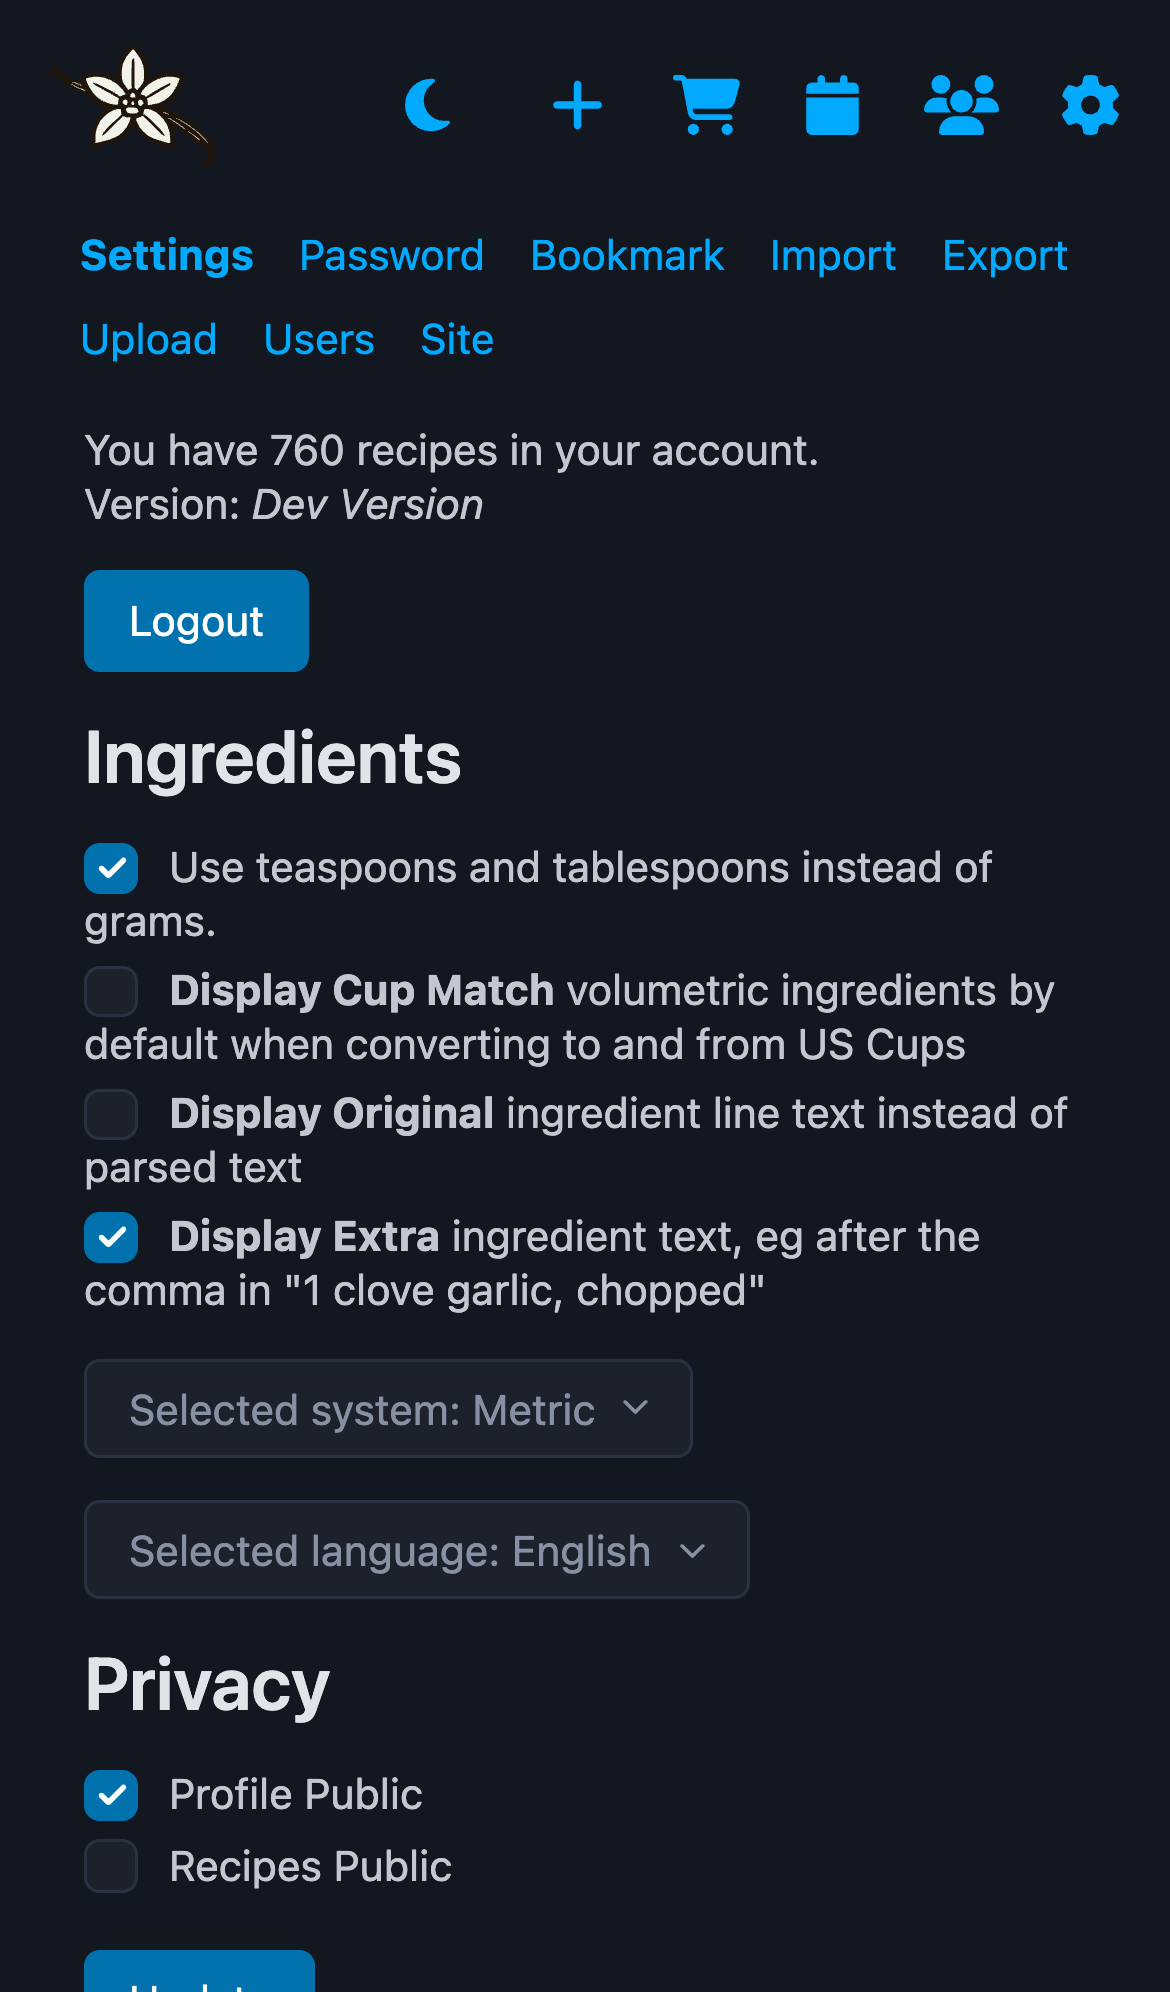 Settings Password Bookmark Import Export
Upload Users Site
You have 760 recipes in your account.
Version: Dev Version
Logout
Ingredients
Use teaspoons and tablespoons instead of
grams.
Display Cup Match volumetric ingredients by
default when converting to and from US Cups
Display Original ingredient line text instead of
parsed text
Display Extra ingredient text, eg after the
comma in "1 clove garlic, chopped"
Selected system: Metric
Selected language: English
Privacy
Profile Public
Recipes Public